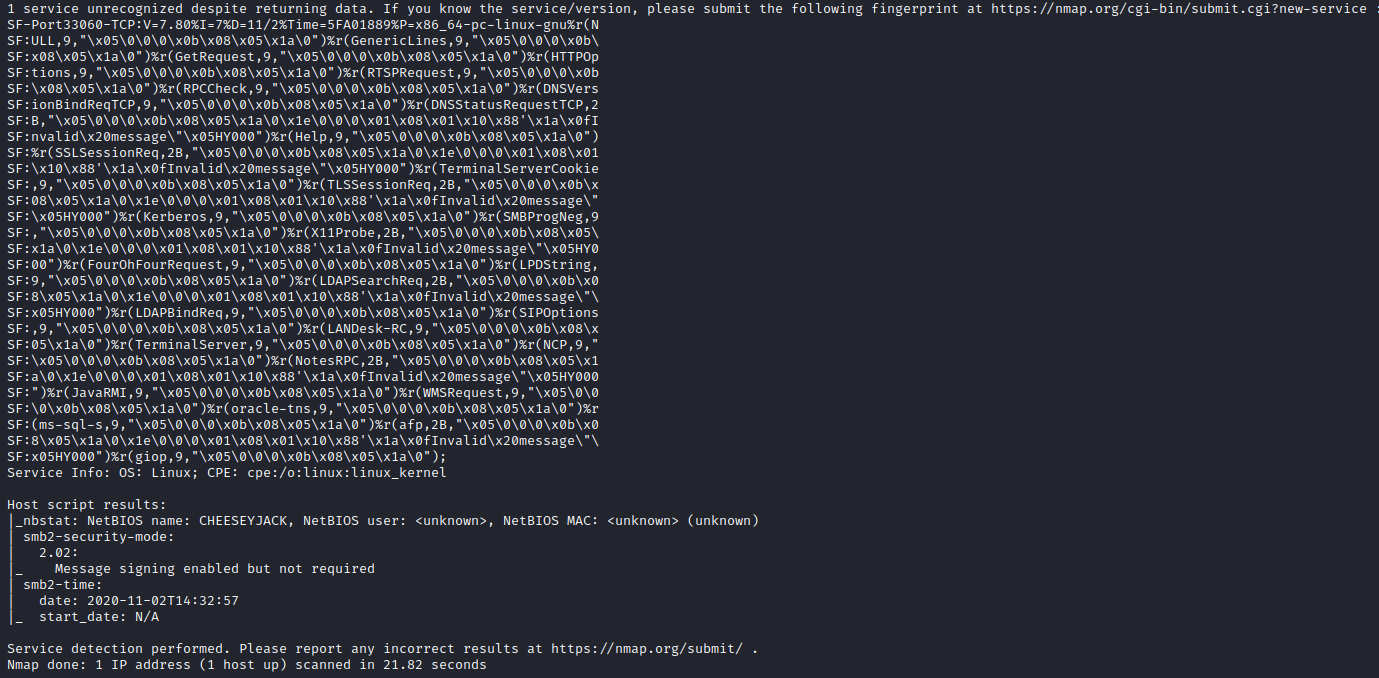 1 service unrecognized despite returning data. If you know the service/version, please submit the following fingerprint at https://nmap.org/cgi-bin/submit.cgi?new-service :
SF-Port33060-TCP:V=7.80%I=7%D=11/2%Time=5FA01889%P=x86_64-pc-linux-gnu%r(N
SF:ULL,9,"\x05\0\0\0\x0b\x08\x05\x1a\0")%r(GenericLines,9,"\x05\0\0\0\x0b\
SF:x08\x05\x1a\0")%r(GetRequest,9,"\x05\0\0\0\x0b\x08\x05\x1a\0")%r(HTTPOp
SF:tions,9,"\x05\0\0\0\x0b\x08\x05\x1a\0")%r(RTSPRequest,9,"\x05\0\0\0\x0b
SF:\x08\x05\x1a\0")%r(RPCCheck,9,"\x05\0\0\0\x0b\x08\x05\x1a\0")%r(DNSVers
SF:ionBindReqTCP,9,"\x05\0\0\0\x0b\x08\x05\x1a\0")%r(DNSStatusRequestTCP,2
SF:B,"\x05\0\0\0\x0b\x08\x05\x1a\0\x1e\0\0\0\x01\x08\x01\x10\x88'\x1a\x0fI
SF:nvalid\x20message\"\x05HY000")%r(Help,9,"\x05\0\0\0\x0b\x08\x05\x1a\0")
SF:%r(SSLSessionReq,2B,"\x05\0\0\0\x0b\x08\x05\x1a\0\x1e\0\0\0\x01\x08\x01
SF:\x10\x88'\x1a\x0fInvalid\x20message\"\x05HY000")%r(TerminalServerCookie
SF:,9,"\x05\0\0\0\x0b\x08\x05\x1a\0")%r(TLSSessionReq,2B,"\x05\0\0\0\x0b\x
SF:08\x05\x1a\0\x1e\0\0\0\x01\x08\x01\x10\x88'\x1a\x0fInvalid\x20message\"
SF:\x05HY000")%r(Kerberos,9,"\x05\0\0\0\x0b\x08\x05\x1a\0")%r(SMBProgNeg,9
SF:,"\x05\0\0\0\x0b\x08\x05\x1a\0")%r(X11Probe,2B,"\x05\0\0\0\x0b\x08\x05\
SF:x1a\0\x1e\0\0\0\x01\x08\x01\x10\x88'\x1a\x0fInvalid\x20message\"\x05HY0
SF:00")%r(FourOhFourRequest,9,"\x05\0\0\0\x0b\x08\x05\x1a\0")%r(LPDString,
SF:9,"\x05\0\0\0\x0b\x08\x05\x1a\0")%r(LDAPSearchReq,2B,"\x05\0\0\0\x0b\x0
SF:8\x05\x1a\0\x1e\0\0\0\x01\x08\x01\x10\x88'\x1a\x0fInvalid\x20message\"\
SF:x05HY000")%r(LDAPBindReq,9,"\x05\0\0\0\x0b\x08\x05\x1a\0")%r(SIPOptions
SF:,9,"\x05\0\0\0\x0b\x08\x05\x1a\0")%r(LANDesk-RC,9,"\x05\0\0\0\x0b\x08\x
SF:05\x1a\0")%r(TerminalServer,9,"\x05\0\0\0\x0b\x08\x05\x1a\0")%r(NCP,9,"
SF:\x05\0\0\0\x0b\x08\x05\x1a\0")%r(NotesRPC,2B,"\x05\0\0\0\x0b\x08\x05\x1
SF:a\0\x1e\0\0\0\x01\x08\x01\x10\x88'\x1a\x0fInvalid\x20message\"\x05HY000
SF:")%r(JavaRMI,9,"\x05\0\0\0\x0b\x08\x05\x1a\0")%r(WMSRequest,9,"\x05\0\0
SF:\0\x0b\x08\x05\x1a\0")%r(oracle-tns,9,"\x05\0\0\0\x0b\x08\x05\x1a\0")%r
SF:(ms-sql-s,9,"\x05\0\0\0\x0b\x08\x05\x1a\0")%r(afp,2B,"\x05\0\0\0\x0b\x0
SF:8\x05\x1a\0\x1e\0\0\0\x01\x08\x01\x10\x88'\x1a\x0fInvalid\x20message\"\
SF:x05HY000")%r(giop,9,"\x05\0\0\0\x0b\x08\x05\x1a\0");
Service Info: OS: Linux; CPE: cpe:/o:linux:linux_kernel

Host script results:
|_nbstat: NetBIOS name: CHEESEYJACK, NetBIOS user: <unknown>, NetBIOS MAC: <unknown> (unknown)
| smb2-security-mode:
|   2.02:
|_    Message signing enabled but not required
| smb2-time:
|   date: 2020-11-02T14:32:57
|_  start_date: N/A

Service detection performed. Please report any incorrect results at https://nmap.org/submit/ .
Nmap done: 1 IP address (1 host up) scanned in 21.82 seconds